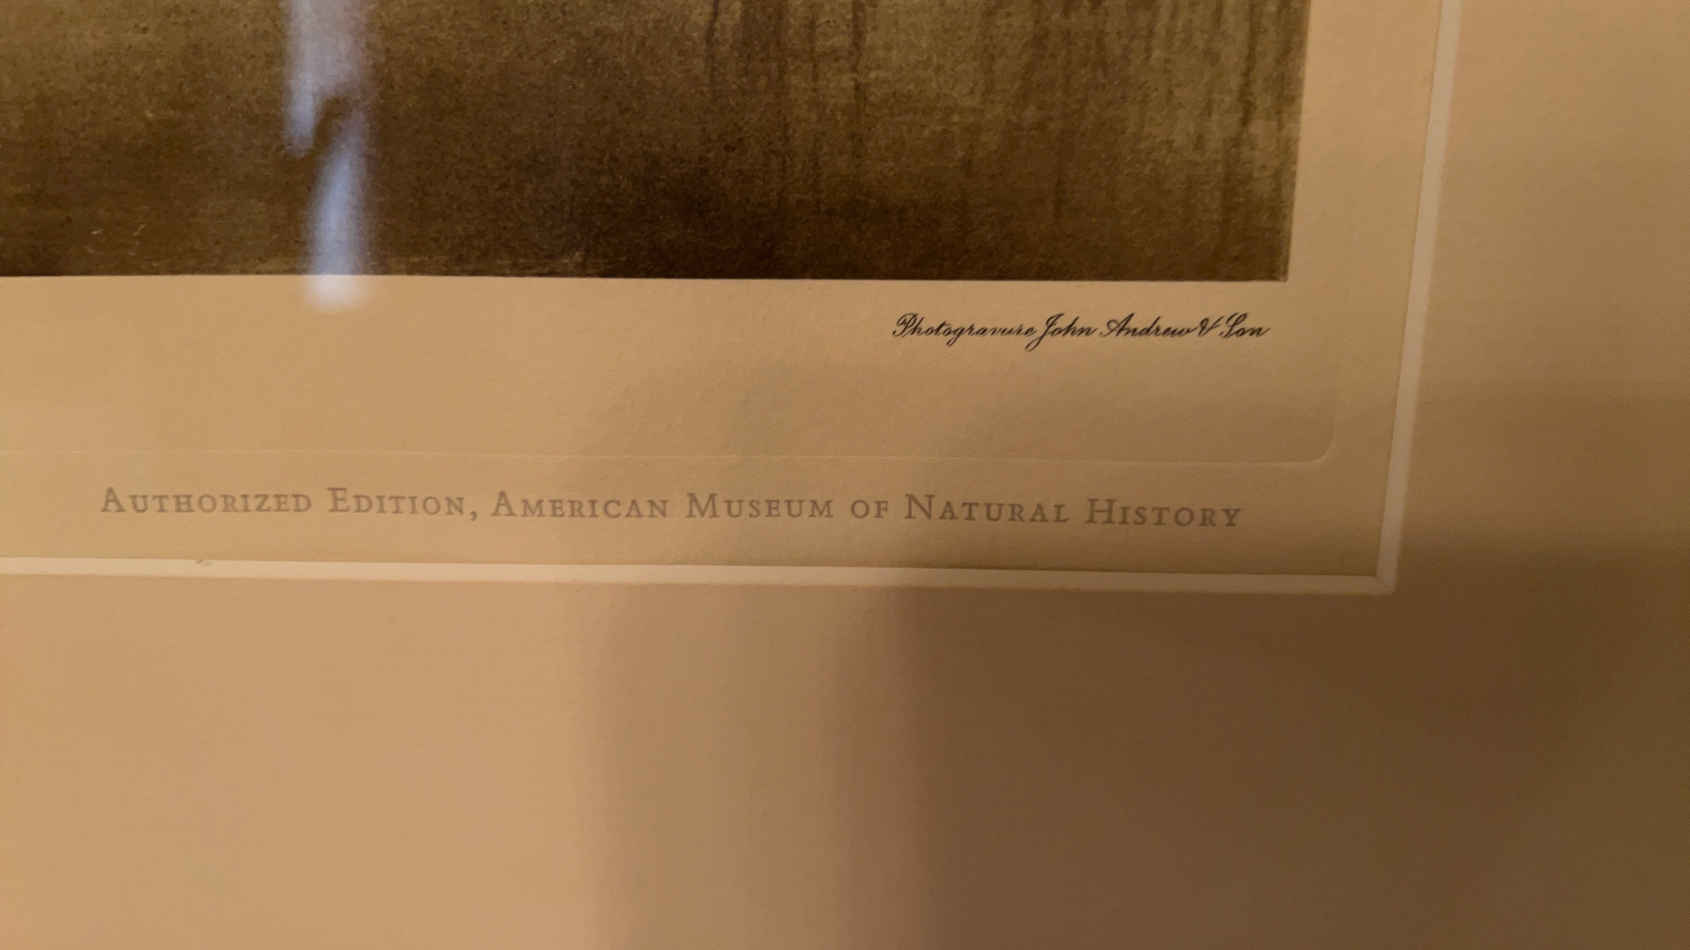 Photogravure John Andrew & Son
Authorized Edition, American Museum of Natural History